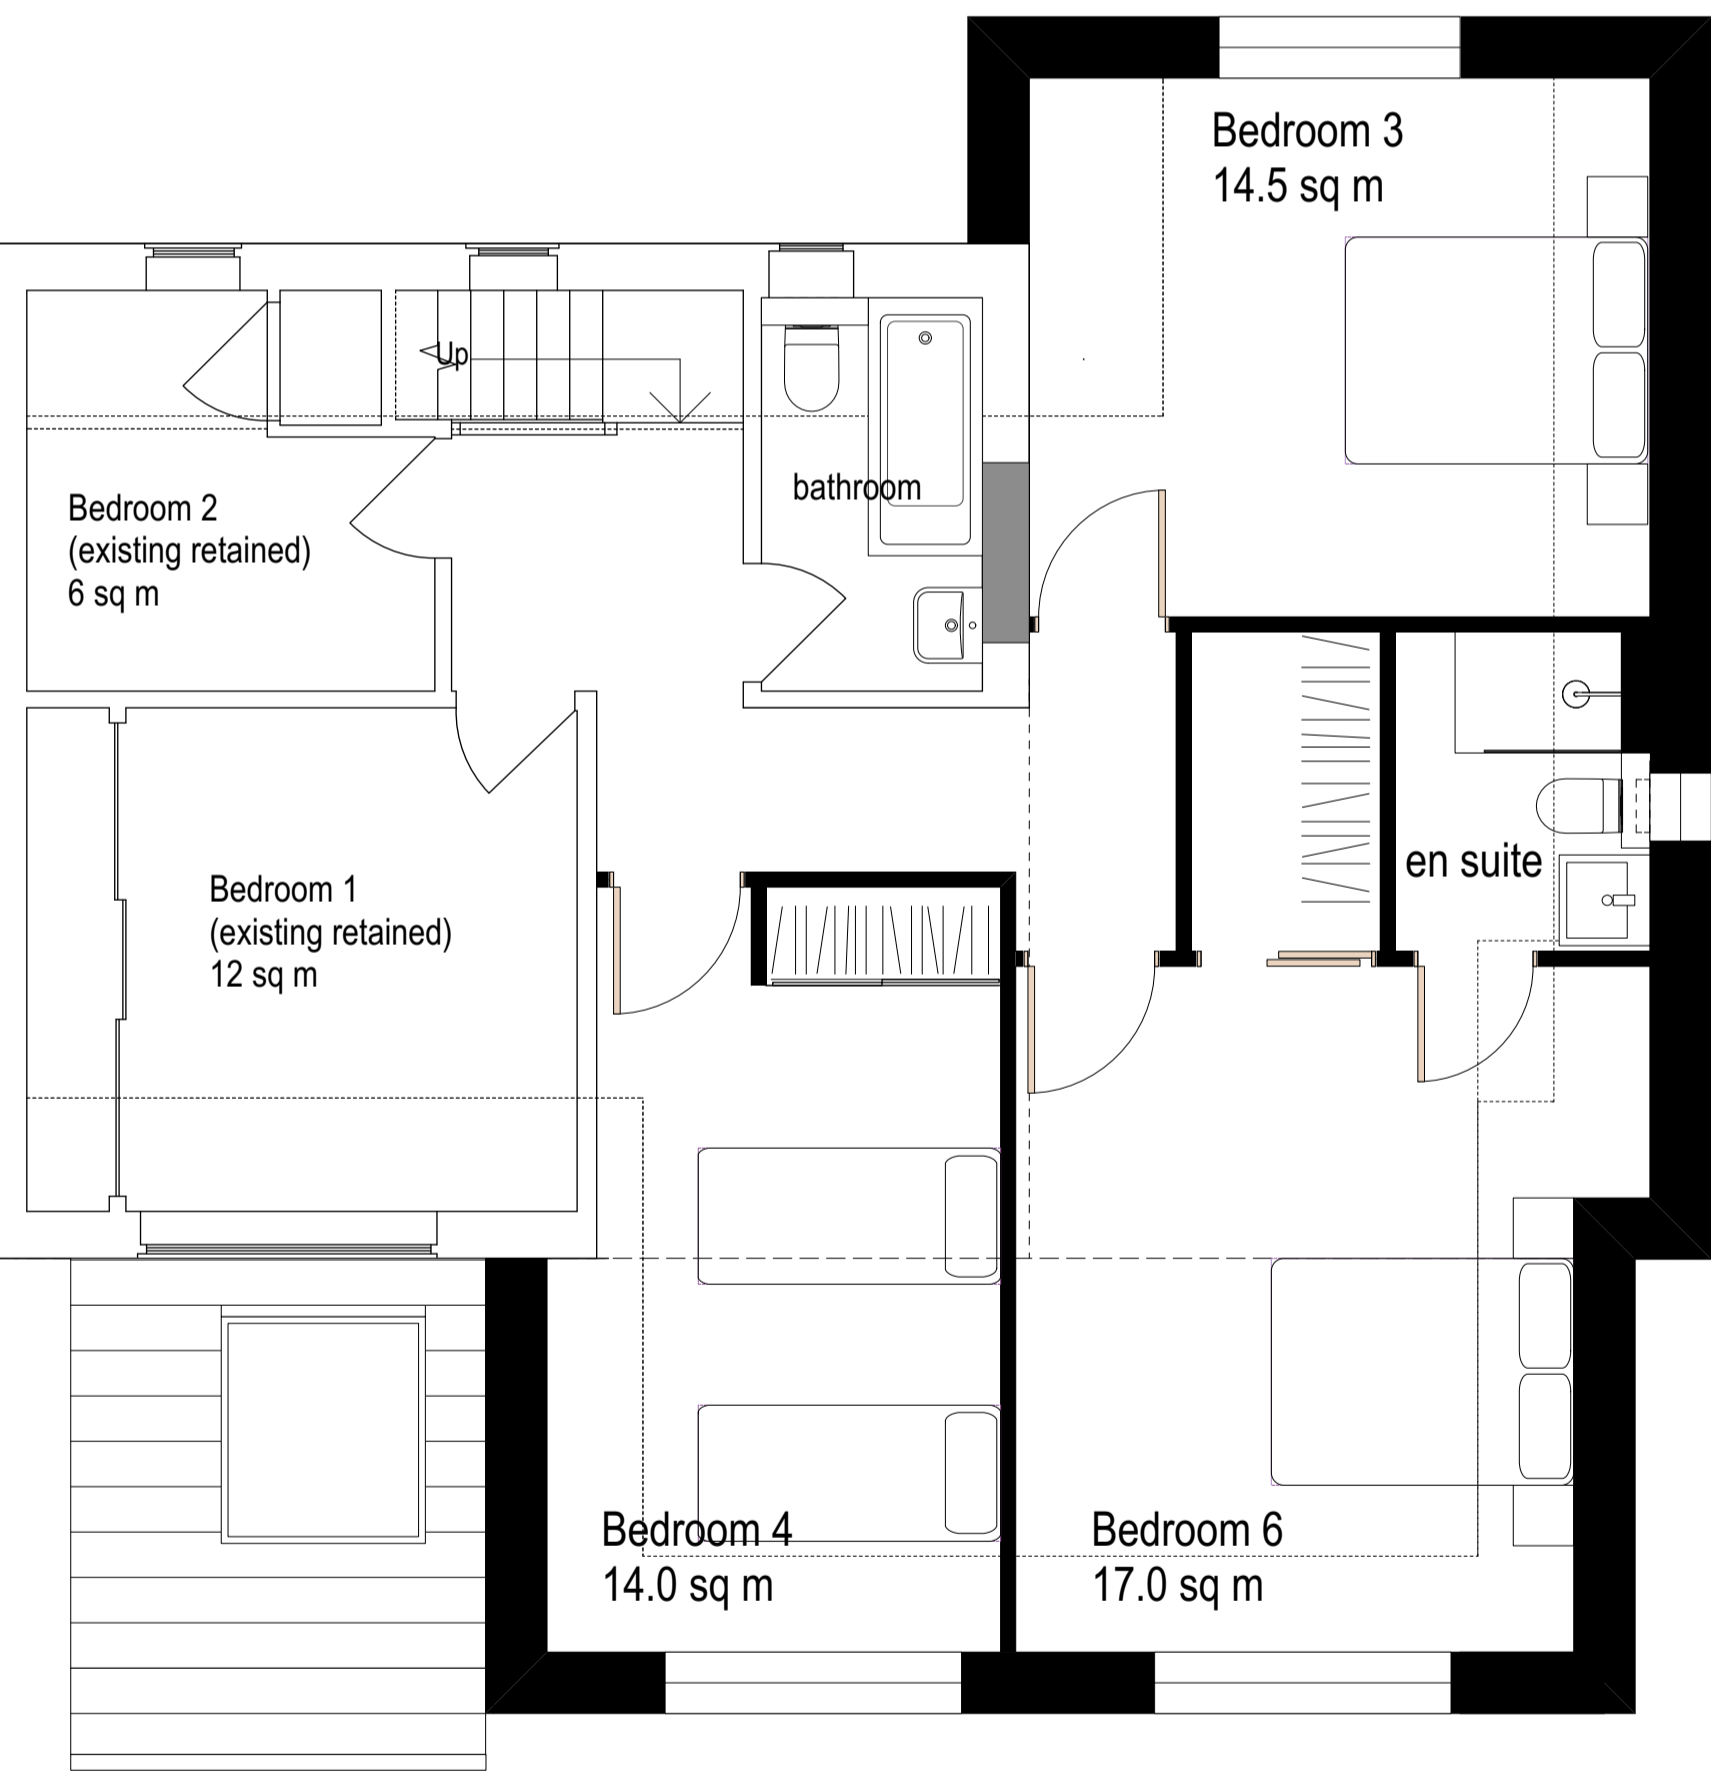 Bedroom 3
14.5 sq m
Up
bathroom
Bedroom 2
(existing retained)
6 sq m
en suite
Bedroom 1
(existing retained)
12 sq m
Bedroom 4
14.0 sq m
Bedroom 6
17.0 sq m